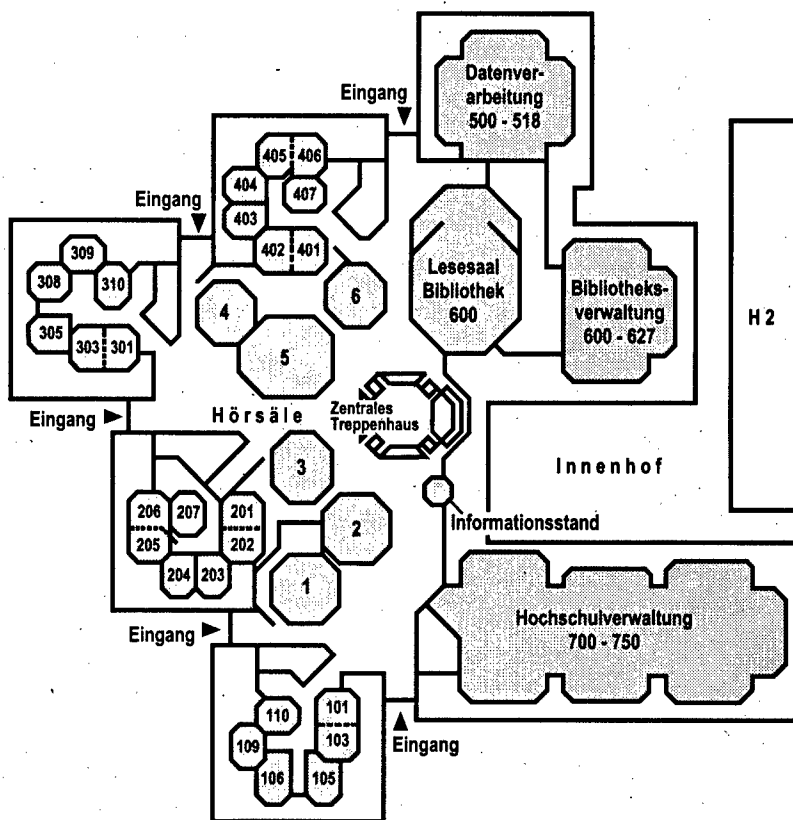 Datenver-
arbeitung
500 - 518
Eingang
405
406
404
407
403
402
401
Eingang
309
308
310
305
303
301
Lesesaal
Bibliothek
600
Bibliotheks-
verwaltung
600 - 627
H 2
4
6
5
Eingang
Hörsäle
Zentrales
Treppenhaus
3
Innenhof
206
207
201
205
202
204
203
2
Informationsstand
1
Eingang
Hochschulverwaltung
700 - 750
110
101
109
103
106
105
Eingang